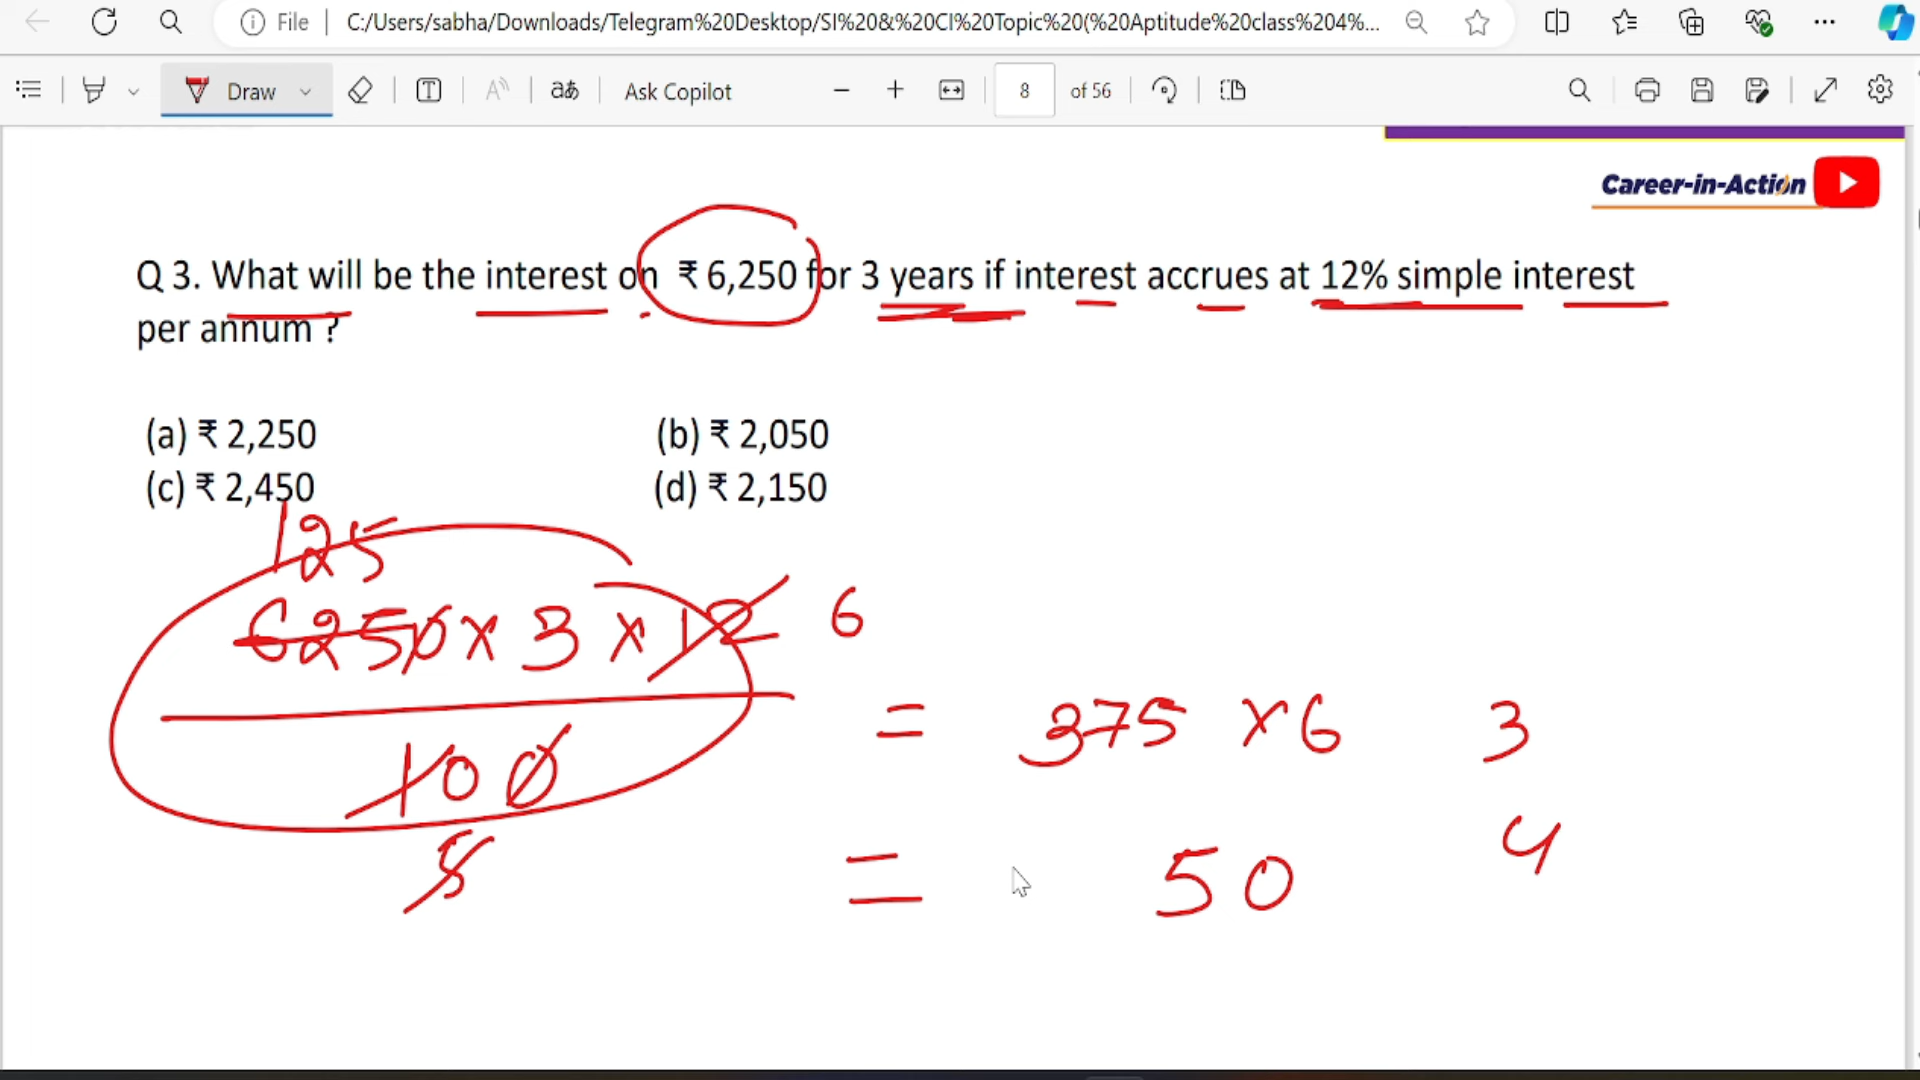 File | C:/Users/sabha/Downloads/Telegram%20Desktop/SI%20&%20CI%20Topic%20(%20Aptitude%20class%204%...
Draw T aあ Ask Copilot 8 of 56
Career-in-Action
Q 3. What will be the interest on ₹ 6,250 for 3 years if interest accrues at 12% simple interest
per annum ?
(a) ₹ 2,250 (b) ₹ 2,050
(c) ₹ 2,450 (d) ₹ 2,150
125
6250 x 3 x 12 6
100
5
= 375 x 6 3
= 50 4